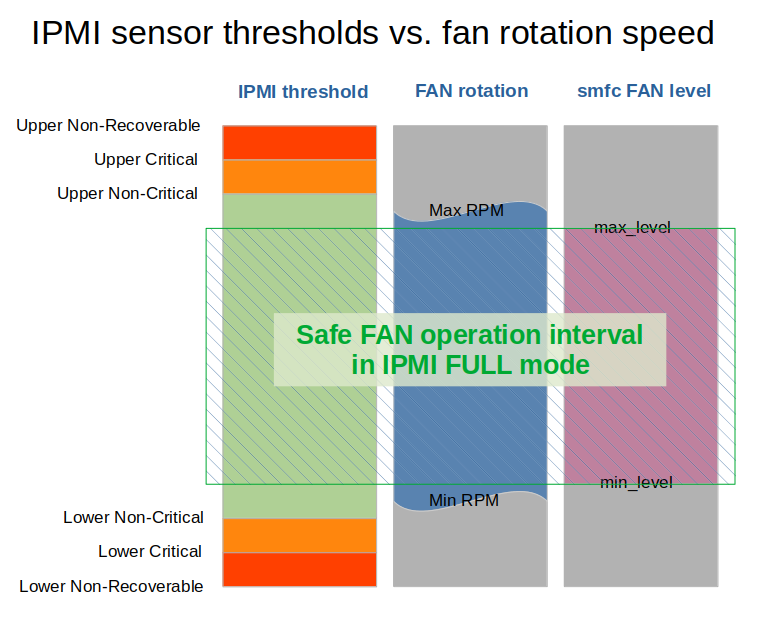 IPMI sensor thresholds vs. fan rotation speed
IPMI threshold
FAN rotation
smfc FAN level
Upper Non-Recoverable
Upper Critical
Upper Non-Critical
Max RPM
max_level
Safe FAN operation interval
in IPMI FULL mode
min_level
Min RPM
Lower Non-Critical
Lower Critical
Lower Non-Recoverable